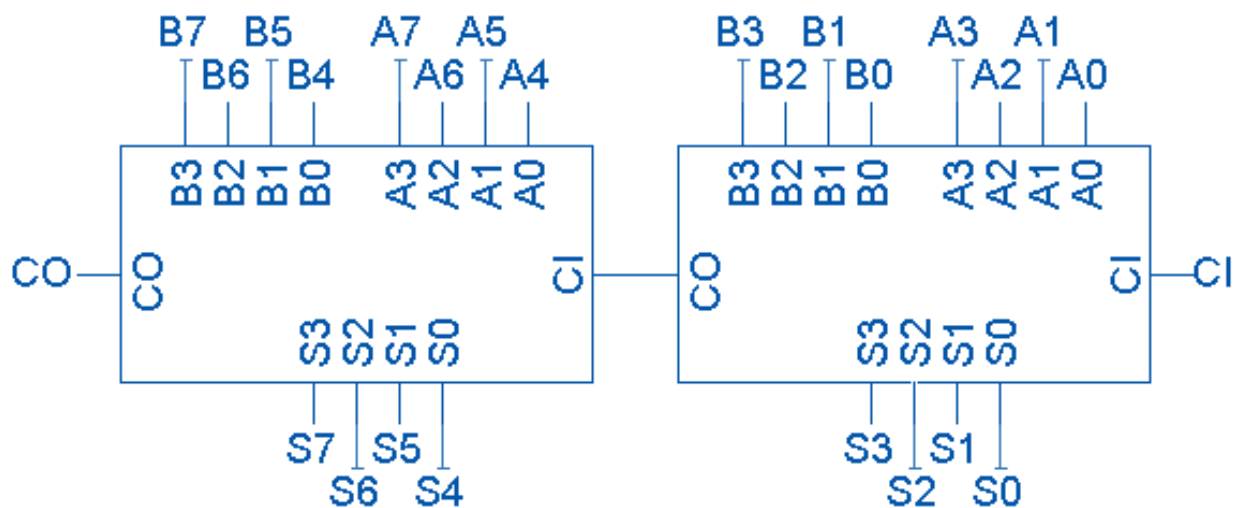 B7 B5 A7 A5 B3 B1 A3 A1
B6 B4 A6 A4 B2 B0 A2 A0
B3 B2 B1 B0 A3 A2 A1 A0 B3 B2 B1 B0 A3 A2 A1 A0
CO CO CI CO CI CI
S3 S2 S1 S0 S3 S2 S1 S0
S7 S5 S3 S1
S6 S4 S2 S0